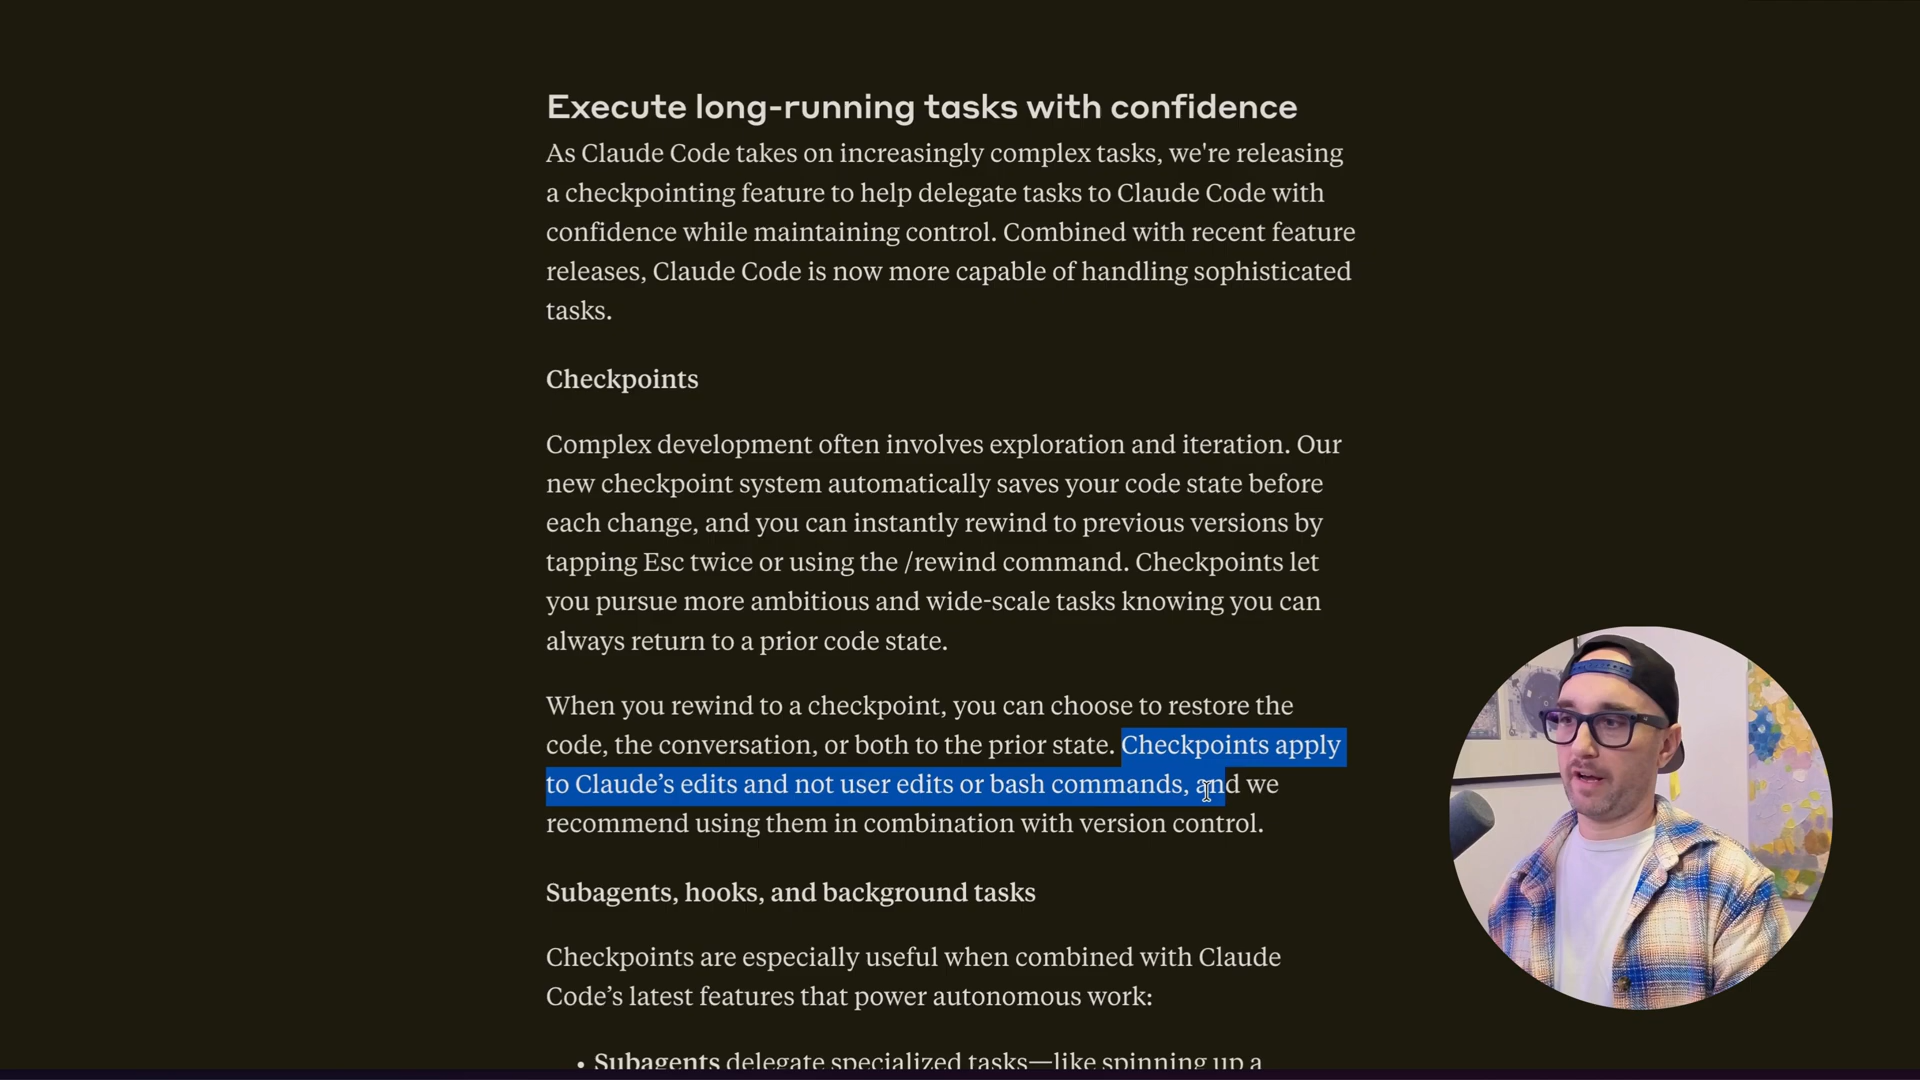 Execute long-running tasks with confidence
As Claude Code takes on increasingly complex tasks, we're releasing
a checkpointing feature to help delegate tasks to Claude Code with
confidence while maintaining control. Combined with recent feature
releases, Claude Code is now more capable of handling sophisticated
tasks.
Checkpoints
Complex development often involves exploration and iteration. Our
new checkpoint system automatically saves your code state before
each change, and you can instantly rewind to previous versions by
tapping Esc twice or using the /rewind command. Checkpoints let
you pursue more ambitious and wide-scale tasks knowing you can
always return to a prior code state.
When you rewind to a checkpoint, you can choose to restore the
code, the conversation, or both to the prior state. Checkpoints apply
to Claude’s edits and not user edits or bash commands, and we
recommend using them in combination with version control.
Subagents, hooks, and background tasks
Checkpoints are especially useful when combined with Claude
Code’s latest features that power autonomous work:
• Subagents delegate specialized tasks—like spinning up a